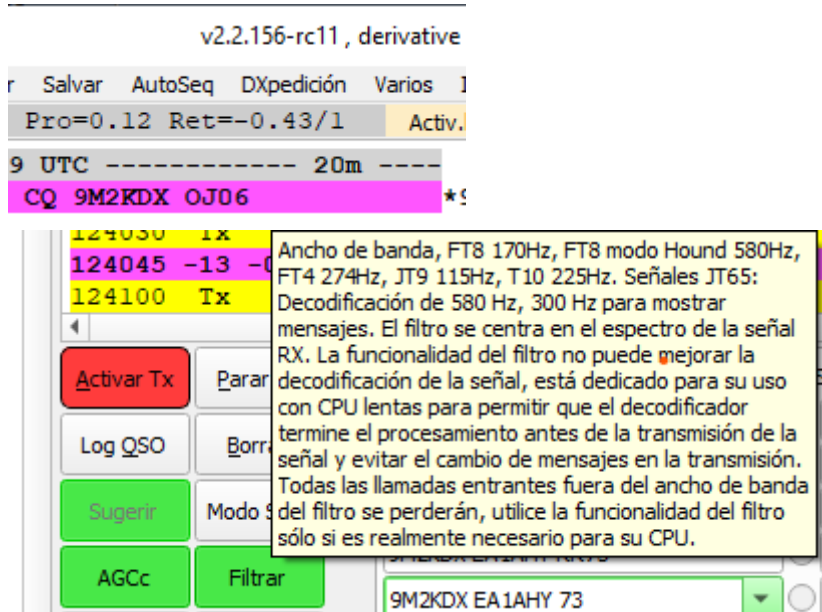 v2.2.156-rc11 , derivative
Salvar AutoSeq DXpedición Varios
Pro=0.12 Ret=-0.43/1 Activ.
9 UTC ------------ 20m ----
CQ 9M2KDX OJ06 *9
124030 Tx
124045 -13
124100 Tx
Ancho de banda, FT8 170Hz, FT8 modo Hound 580Hz,
FT4 274Hz, JT9 115Hz, T10 225Hz. Señales JT65:
Decodificación de 580 Hz, 300 Hz para mostrar
mensajes. El filtro se centra en el espectro de la señal
RX. La funcionalidad del filtro no puede mejorar la
decodificación de la señal, está dedicado para su uso
con CPU lentas para permitir que el decodificador
termine el procesamiento antes de la transmisión de la
señal y evitar el cambio de mensajes en la transmisión.
Todas las llamadas entrantes fuera del ancho de banda
del filtro se perderán, utilice la funcionalidad del filtro
sólo si es realmente necesario para su CPU.
Activar Tx Parar
Log QSO Borra
Sugerir Modo S
AGCc Filtrar
9M2KDX EA1AHY RR73
9M2KDX EA1AHY 73